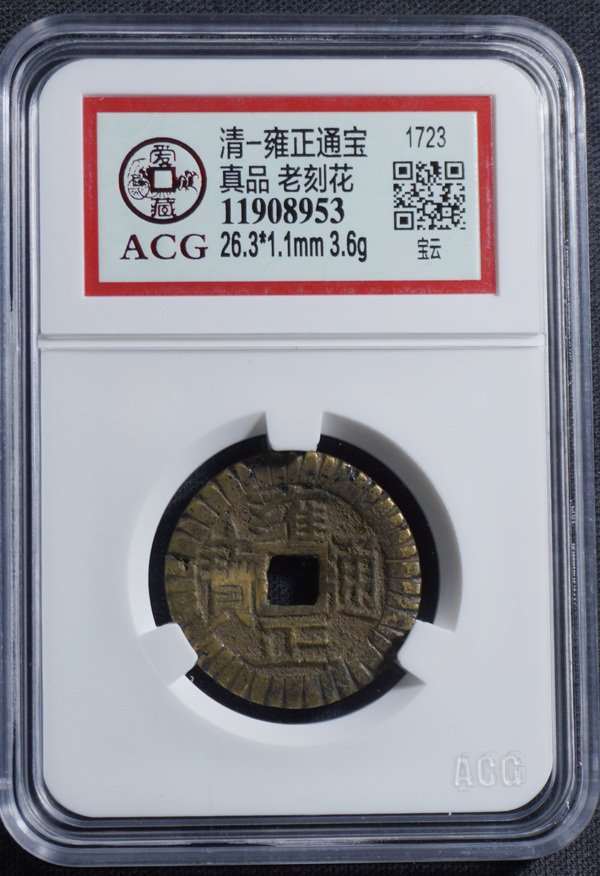 清-雍正通宝
1723
真品 老刻花
11908953
26.3*1.1mm 3.6g
宝云
爱
藏
ACG
雍
正
通
寶
ACG